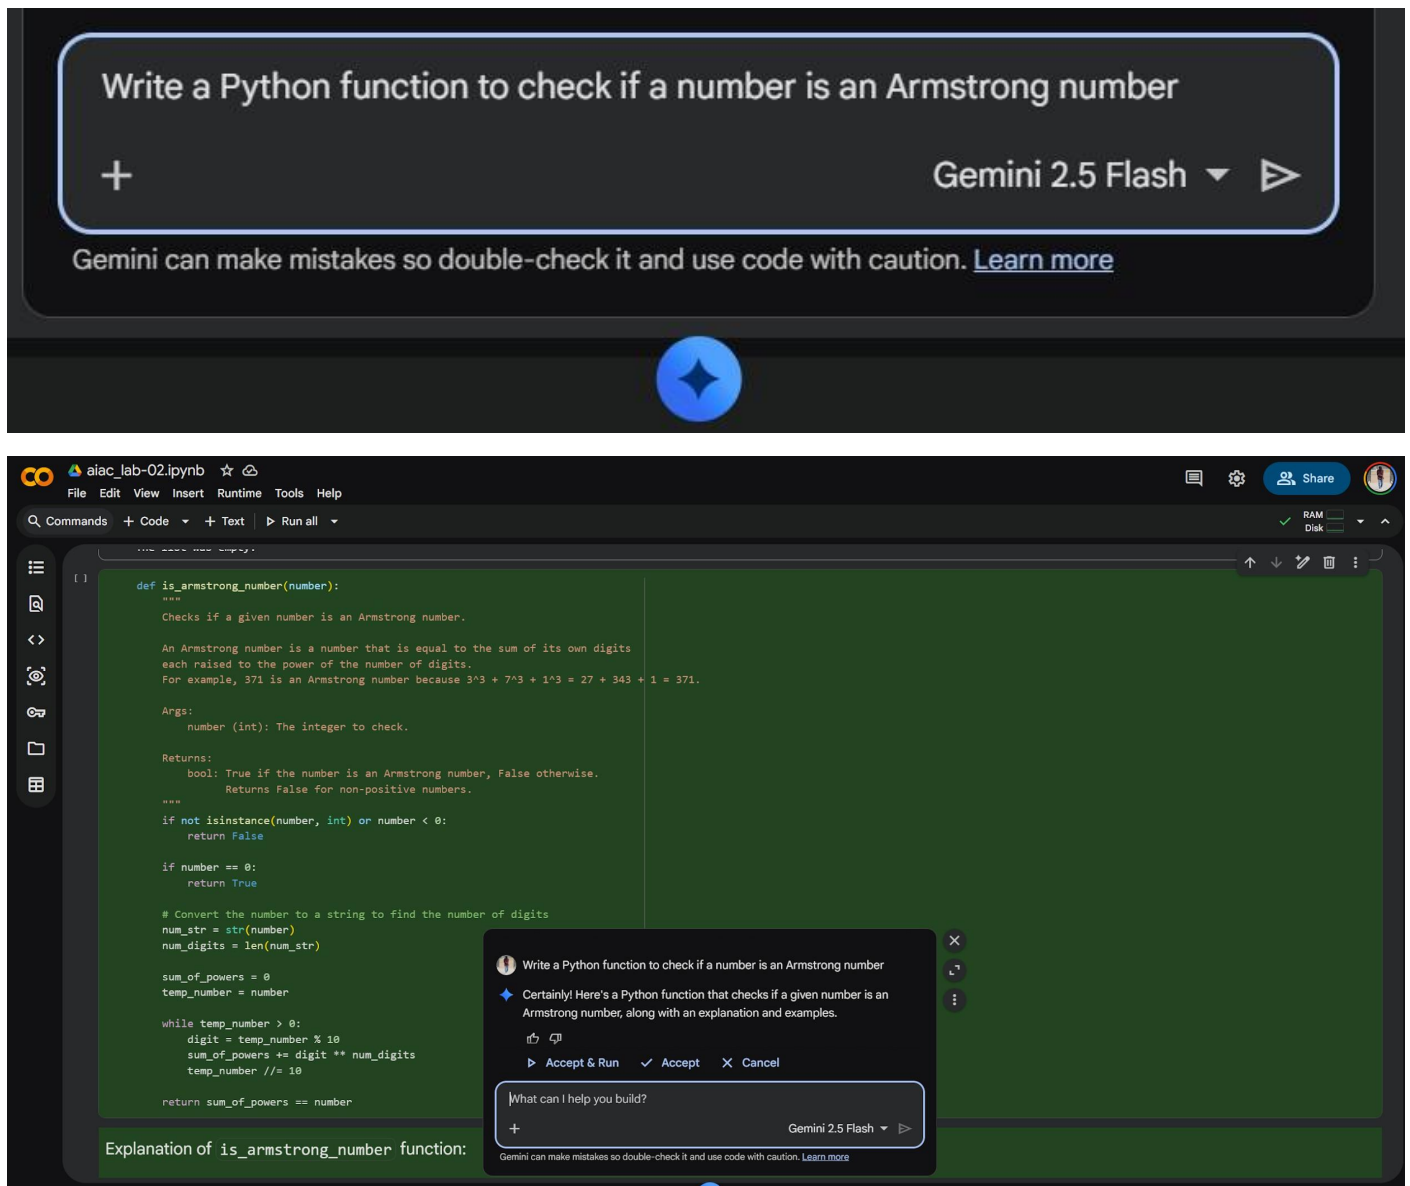 Write a Python function to check if a number is an Armstrong number
Gemini 2.5 Flash
Gemini can make mistakes so double-check it and use code with caution. Learn more
aiac_lab-02.ipynb
File Edit View Insert Runtime Tools Help
Share
Commands + Code + Text Run all
RAM
Disk
The list was empty.
[ ]
def is_armstrong_number(number):
"""
Checks if a given number is an Armstrong number.
An Armstrong number is a number that is equal to the sum of its own digits
each raised to the power of the number of digits.
For example, 371 is an Armstrong number because 3^3 + 7^3 + 1^3 = 27 + 343 + 1 = 371.
Args:
number (int): The integer to check.
Returns:
bool: True if the number is an Armstrong number, False otherwise.
Returns False for non-positive numbers.
"""
if not isinstance(number, int) or number < 0:
return False
if number == 0:
return True
# Convert the number to a string to find the number of digits
num_str = str(number)
num_digits = len(num_str)
sum_of_powers = 0
temp_number = number
while temp_number > 0:
digit = temp_number % 10
sum_of_powers += digit ** num_digits
temp_number //= 10
return sum_of_powers == number
Explanation of is_armstrong_number function:
Write a Python function to check if a number is an Armstrong number
Certainly! Here's a Python function that checks if a given number is an
Armstrong number, along with an explanation and examples.
Accept & Run Accept Cancel
What can I help you build?
Gemini 2.5 Flash
Gemini can make mistakes so double-check it and use code with caution. Learn more